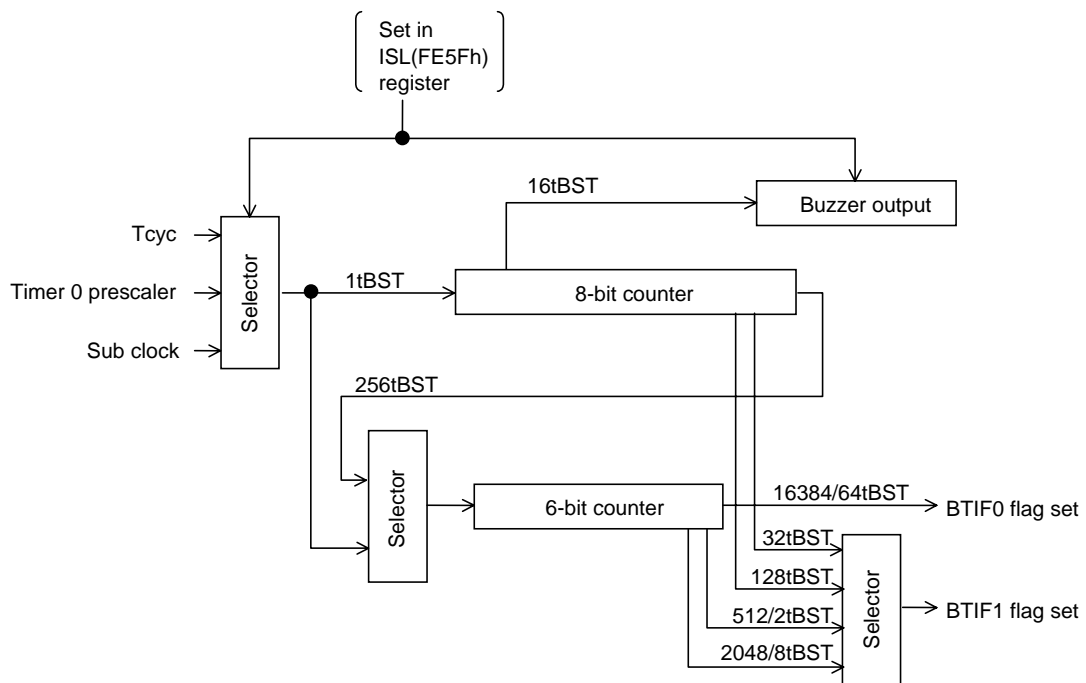 Set in
ISL(FE5Fh)
register
16tBST
Buzzer output
Tcyc
Timer 0 prescaler
Sub clock
Selector
1tBST
8-bit counter
256tBST
Selector
6-bit counter
16384/64tBST
BTIF0 flag set
32tBST
128tBST
512/2tBST
2048/8tBST
Selector
BTIF1 flag set